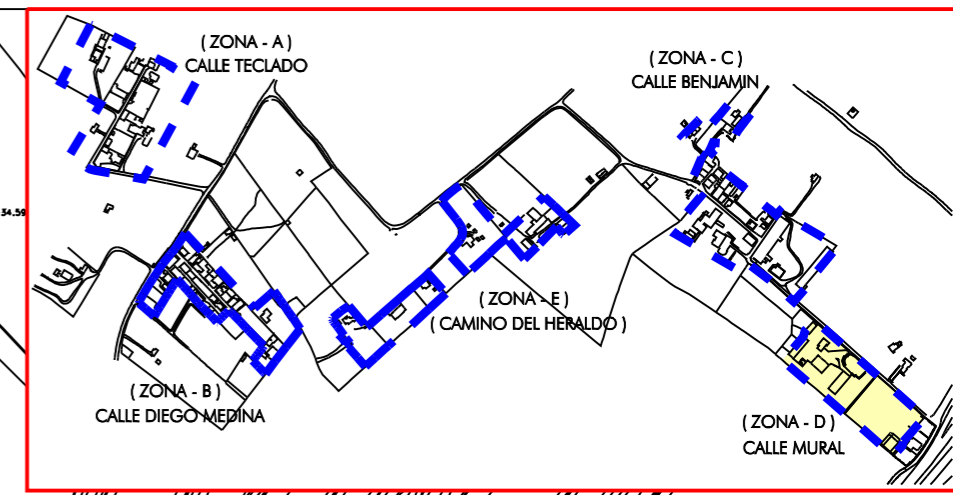 ( ZONA - A )
CALLE TECLADO
( ZONA - C )
CALLE BENJAMIN
34.59
( ZONA - E )
( CAMINO DEL HERALDO )
( ZONA - B )
CALLE DIEGO MEDINA
( ZONA - D )
CALLE MURAL